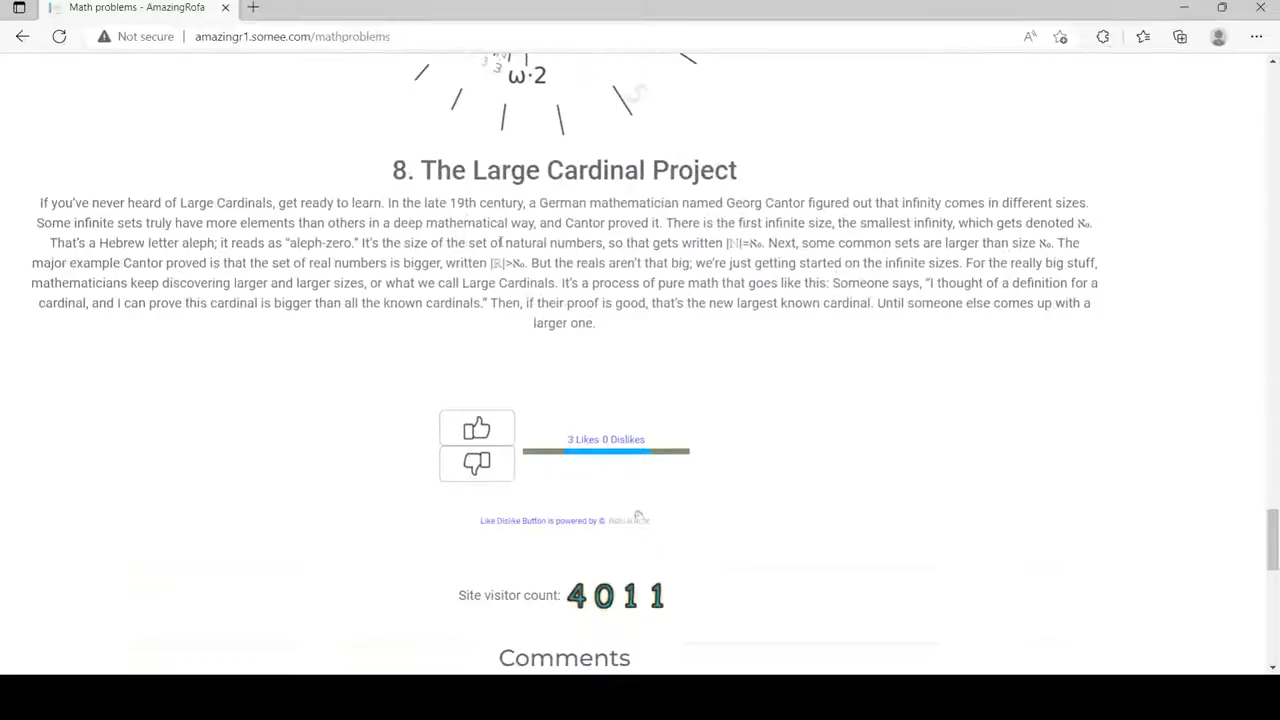 Math problems - AmazingRofa
Not secure
amazingr1.somee.com/mathproblems
ω·2
8. The Large Cardinal Project
If you've never heard of Large Cardinals, get ready to learn. In the late 19th century, a German mathematician named Georg Cantor figured out that infinity comes in different sizes.
Some infinite sets truly have more elements than others in a deep mathematical way, and Cantor proved it. There is the first infinite size, the smallest infinity, which gets denoted ℵ₀.
That's a Hebrew letter aleph; it reads as “aleph-zero.” It's the size of the set of natural numbers, so that gets written |ℕ|=ℵ₀. Next, some common sets are larger than size ℵ₀. The
major example Cantor proved is that the set of real numbers is bigger, written |ℝ|>ℵ₀. But the reals aren't that big; we're just getting started on the infinite sizes. For the really big stuff,
mathematicians keep discovering larger and larger sizes, or what we call Large Cardinals. It's a process of pure math that goes like this: Someone says, “I thought of a definition for a
cardinal, and I can prove this cardinal is bigger than all the known cardinals.” Then, if their proof is good, that's the new largest known cardinal. Until someone else comes up with a
larger one.
3 Likes 0 Dislikes
Like Dislike Button is powered by ©
Site visitor count: 4011
Comments